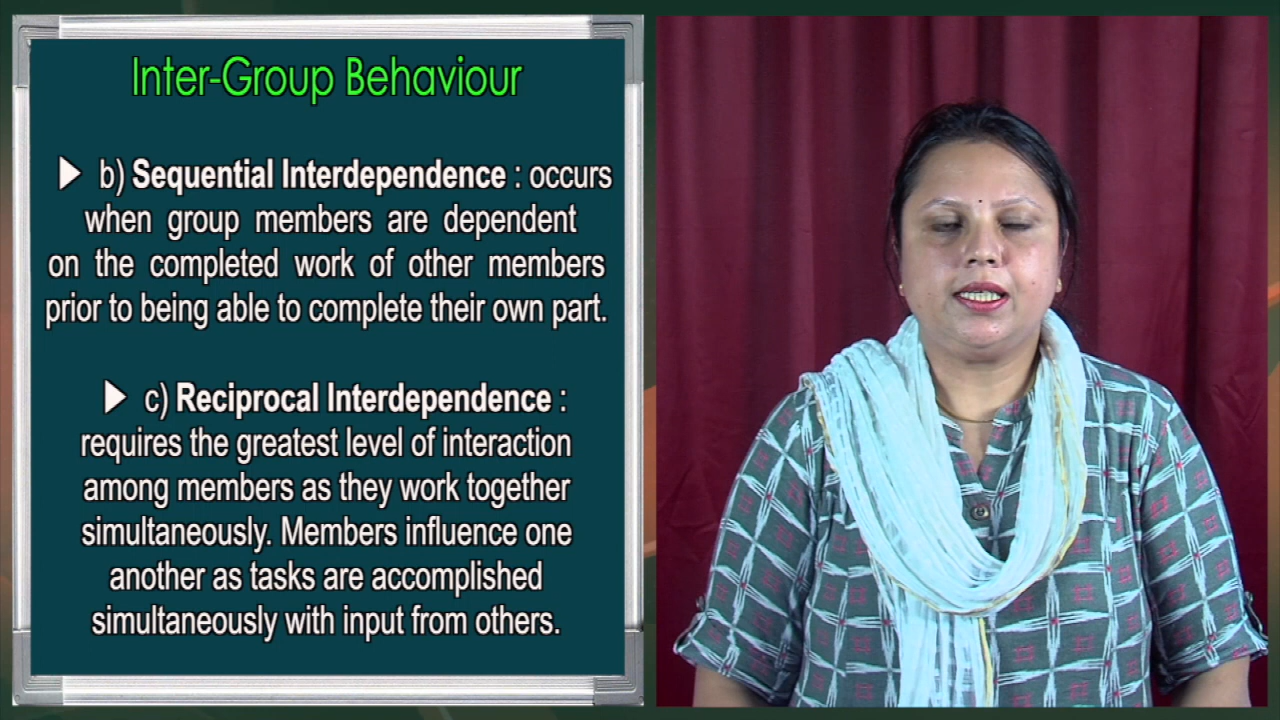 Inter-Group Behaviour
b) Sequential Interdependence : occurs
when group members are dependent
on the completed work of other members
prior to being able to complete their own part.
c) Reciprocal Interdependence :
requires the greatest level of interaction
among members as they work together
simultaneously. Members influence one
another as tasks are accomplished
simultaneously with input from others.